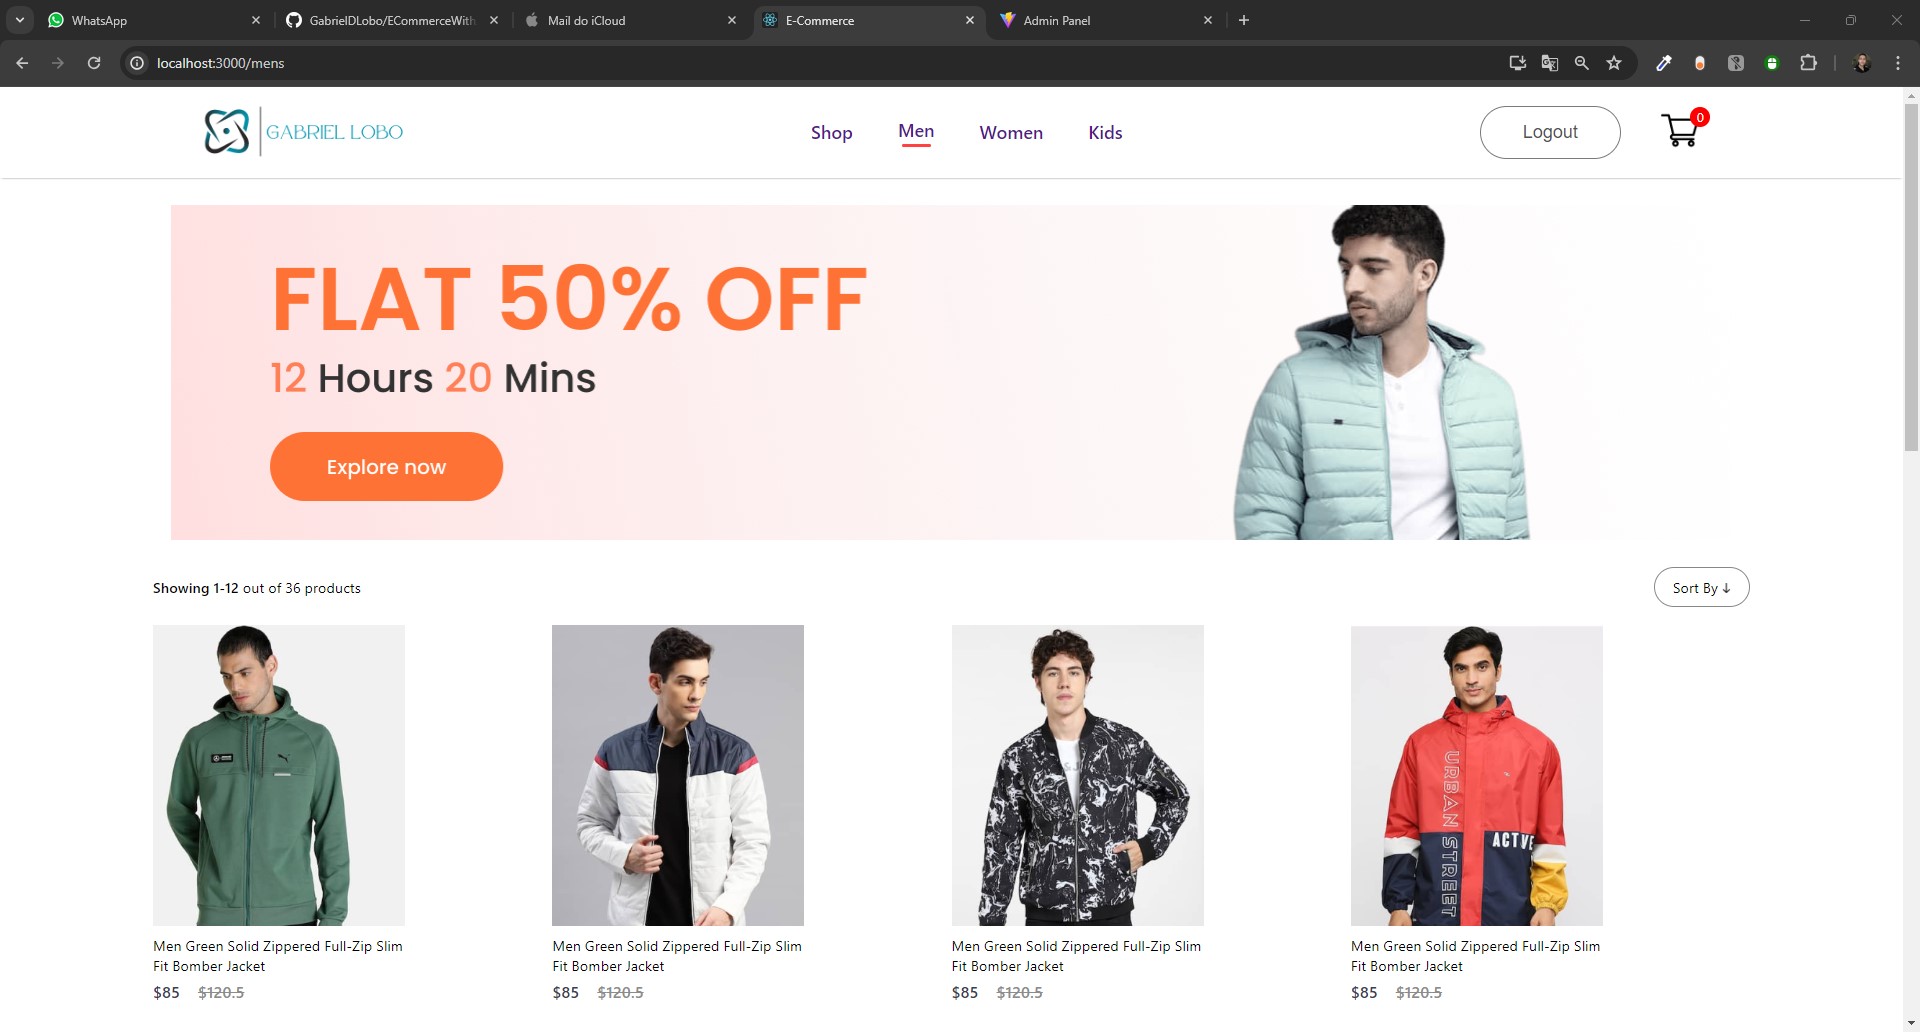 WhatsApp
GabrielDLobo/ECommerceWith
Mail do iCloud
E-Commerce
Admin Panel
localhost:3000/mens
GABRIEL LOBO
Shop
Men
Women
Kids
Logout
0
FLAT 50% OFF
12 Hours 20 Mins
Explore now
Showing 1-12 out of 36 products
Sort By ↓
URBAN STREET
ACTIVE
Men Green Solid Zippered Full-Zip Slim
Fit Bomber Jacket
$85 $120.5
Men Green Solid Zippered Full-Zip Slim
Fit Bomber Jacket
$85 $120.5
Men Green Solid Zippered Full-Zip Slim
Fit Bomber Jacket
$85 $120.5
Men Green Solid Zippered Full-Zip Slim
Fit Bomber Jacket
$85 $120.5